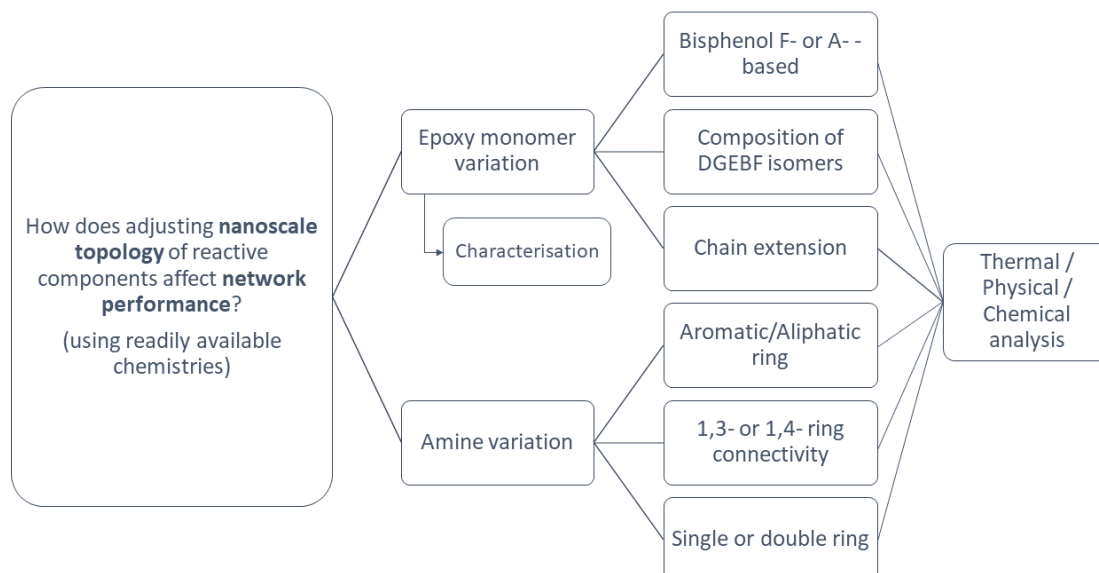 How does adjusting nanoscale
topology of reactive
components affect network
performance?
(using readily available
chemistries)
Epoxy monomer
variation
Characterisation
Amine variation
Bisphenol F- or A- -
based
Composition of
DGEBF isomers
Chain extension
Aromatic/Aliphatic
ring
1,3- or 1,4- ring
connectivity
Single or double ring
Thermal /
Physical /
Chemical
analysis